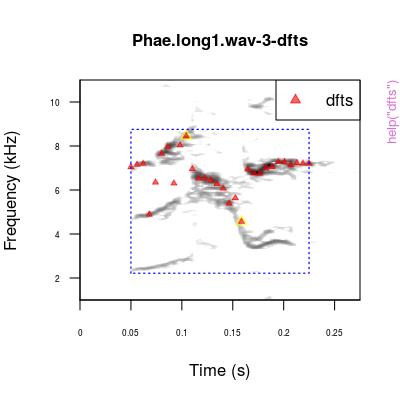 Phae.long1.wav-3-dfts
dfts
help("dfts")
Frequency (kHz)
10
8
6
4
2
0
0.05
0.1
0.15
0.2
0.25
Time (s)